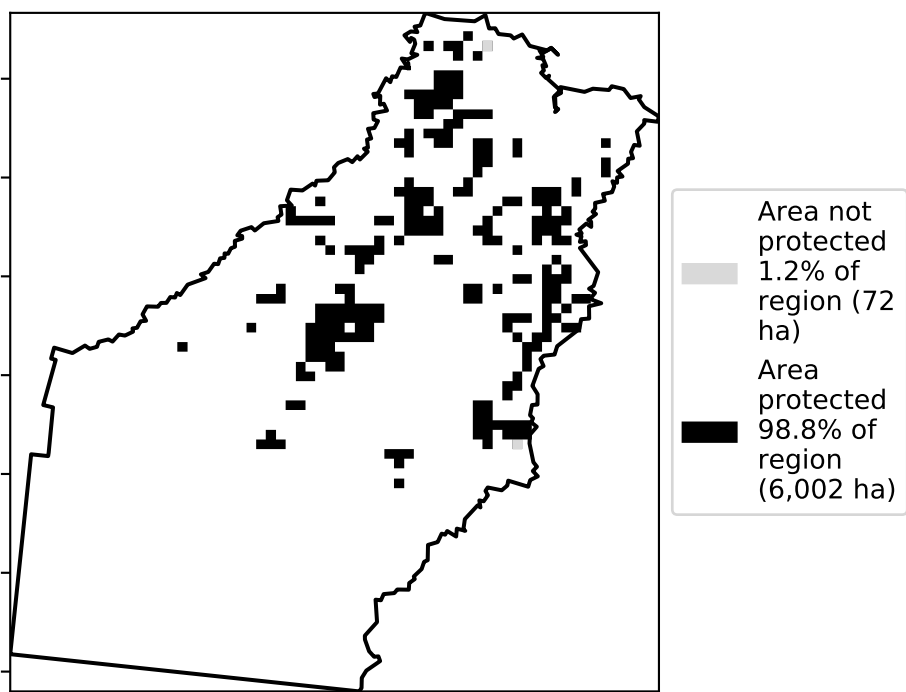 Area not
protected
1.2% of
region (72
ha)
Area
protected
98.8% of
region
(6,002 ha)